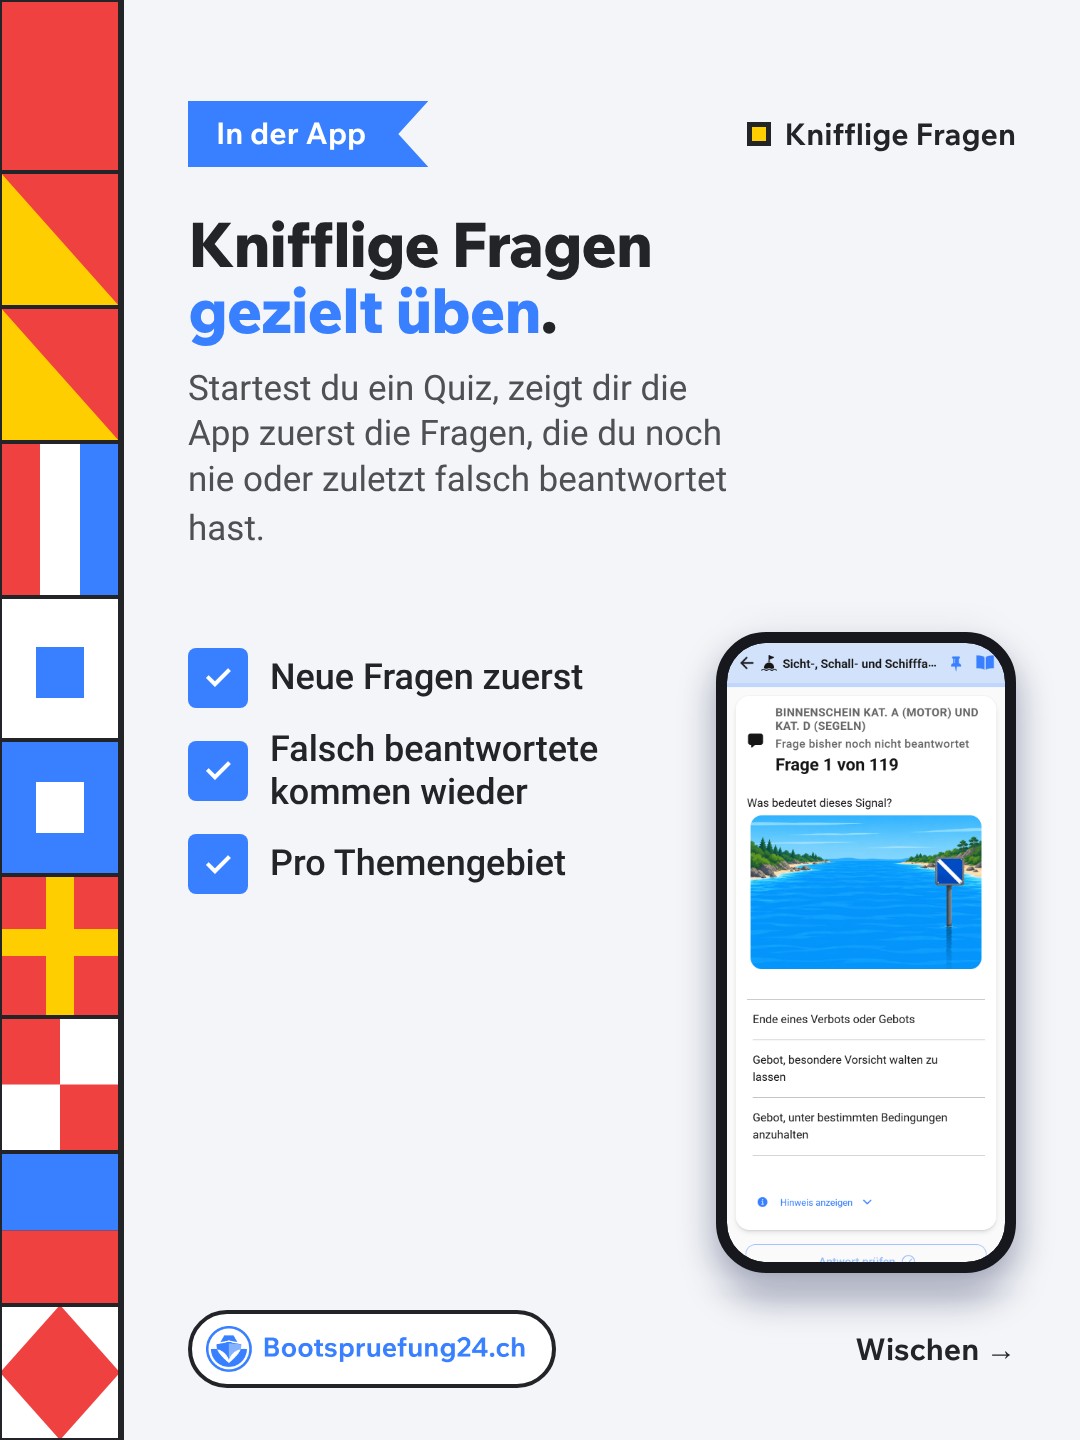 In der App
Knifflige Fragen
Knifflige Fragen
gezielt üben.
Startest du ein Quiz, zeigt dir die
App zuerst die Fragen, die du noch
nie oder zuletzt falsch beantwortet
hast.
Neue Fragen zuerst
Falsch beantwortete
kommen wieder
Pro Themengebiet
Sicht-, Schall- und Schifffa...
BINNENSCHEIN KAT. A (MOTOR) UND
KAT. D (SEGELN)
Frage bisher noch nicht beantwortet
Frage 1 von 119
Was bedeutet dieses Signal?
Ende eines Verbots oder Gebots
Gebot, besondere Vorsicht walten zu
lassen
Gebot, unter bestimmten Bedingungen
anzuhalten
Hinweis anzeigen
Antwort prüfen
Bootspruefung24.ch
Wischen →